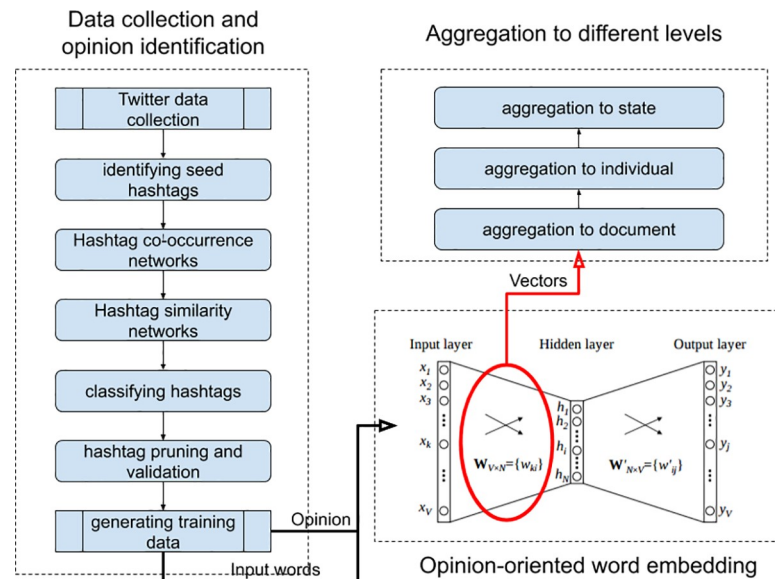 Data collection and
opinion identification
Twitter data
collection
identifying seed
hashtags
Hashtag co-occurrence
networks
Hashtag similarity
networks
classifying hashtags
hashtag pruning and
validation
generating training
data
Opinion
Input words
Aggregation to different levels
aggregation to state
aggregation to individual
aggregation to document
Vectors
Input layer
Hidden layer
Output layer
x1
x2
x3
xk
xV
h1
h2
hi
hN
y1
y2
y3
yj
yV
WV×N={wki}
W'N×V={w'ij}
Opinion-oriented word embedding